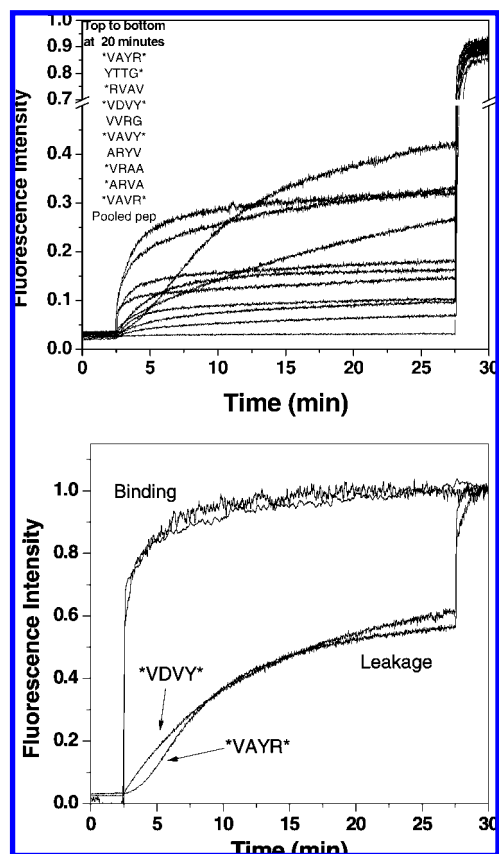 Top to bottom
at 20 minutes
*VAYR*
YTTG*
*RVAV
*VDVY*
VVRG
*VAVY*
ARYV
*VRAA
*ARVA
*VAVR*
Pooled pep
Fluorescence Intensity
1.0
0.9
0.8
0.7
0.4
0.3
0.2
0.1
0.0
0 5 10 15 20 25 30
Time (min)
Fluorescence Intensity
1.0
0.8
0.6
0.4
0.2
0.0
Binding
Leakage
*VDVY*
*VAYR*
0 5 10 15 20 25 30
Time (min)